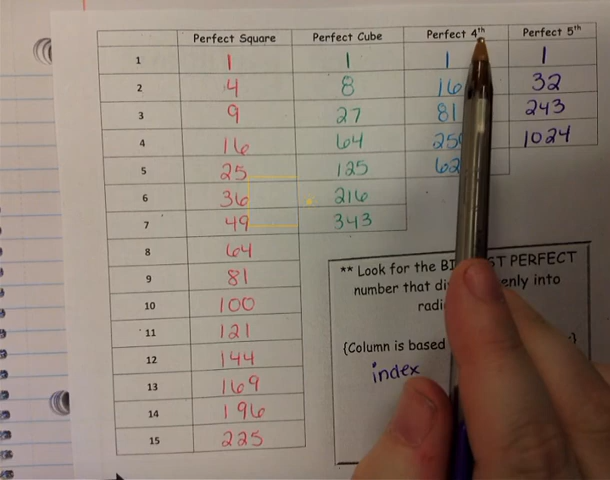 Perfect Square Perfect Cube Perfect 4th Perfect 5th
1 1 1 1 1
2 4 8 16 32
3 9 27 81 243
4 16 64 1024
5 25 125
6 36 216
7 49 343
8 64
9 81
10 100
11 121
12 144
13 169
14 196
15 225
** Look for the PERFECT
number that into
{Column is based
index